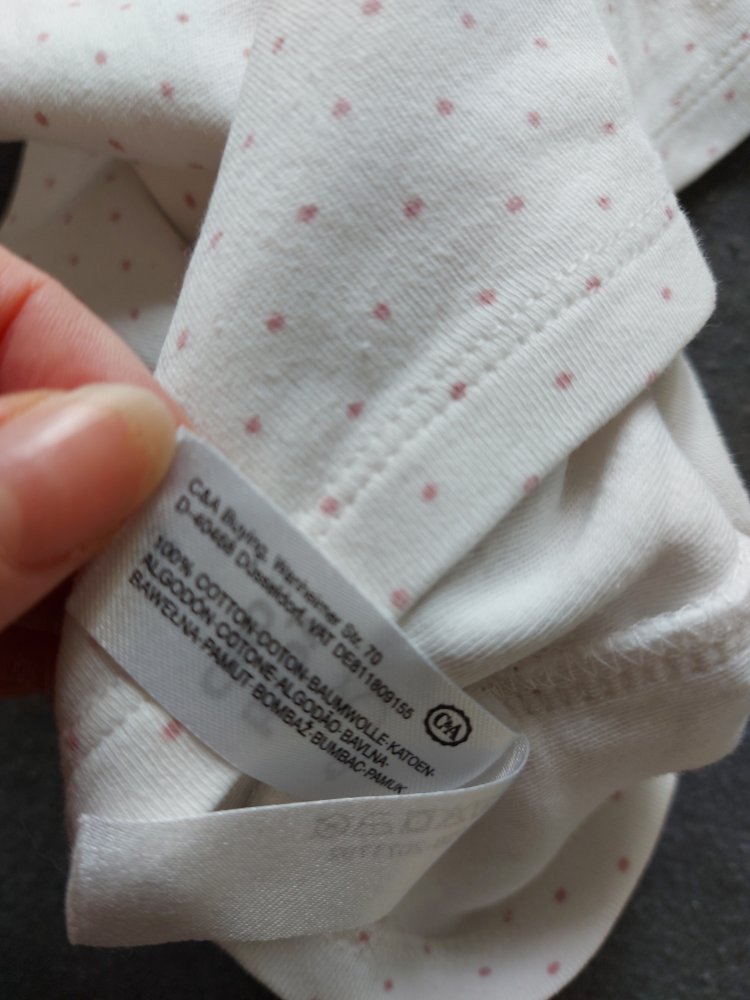 C&A Buying, Wanheimer Str. 70
D-40468 Düsseldorf, VAT DE811809155
C&A
100% COTTON·COTON·BAUMWOLLE·KATOEN·
ALGODÓN·COTONE·ALGODÃO·BAVLNA·
BAWEŁNA·PAMUT·BOMBAŽ·BUMBAC·PAMUK